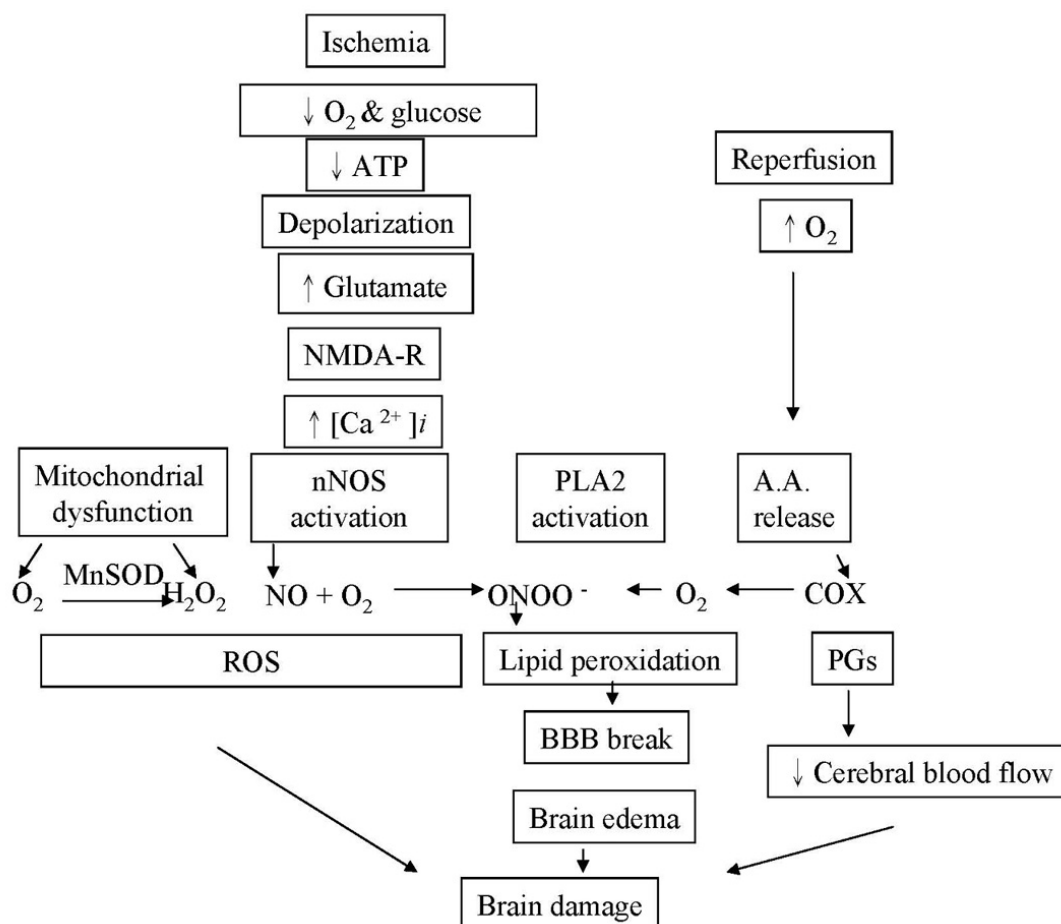 Ischemia
↓ O₂ & glucose
↓ ATP
Reperfusion
Depolarization
↑ O₂
↑ Glutamate
NMDA-R
↑ [Ca ²⁺ ]i
Mitochondrial
dysfunction
nNOS
activation
PLA2
activation
A.A.
release
O₂
MnSOD
H₂O₂
NO + O₂
ONOO ⁻
O₂
COX
ROS
Lipid peroxidation
PGs
BBB break
↓ Cerebral blood flow
Brain edema
Brain damage